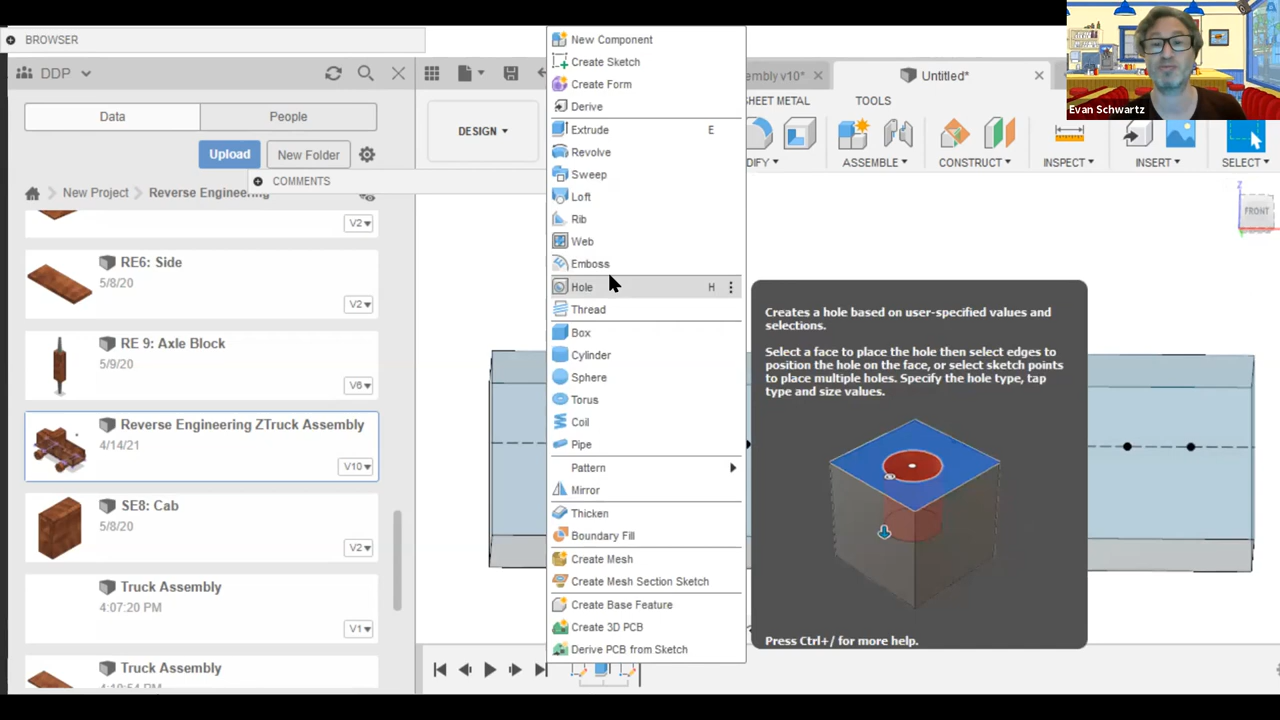 BROWSER
DDP
Data
People
Upload
New Folder
COMMENTS
New Project
Reverse Engineering
V2
RE6: Side
5/8/20
V2
RE 9: Axle Block
5/9/20
V6
Reverse Engineering ZTruck Assembly
4/14/21
V10
SE8: Cab
5/8/20
V2
Truck Assembly
4:07:20 PM
V1
Truck Assembly
DESIGN
New Component
Create Sketch
Create Form
Derive
Extrude E
Revolve
Sweep
Loft
Rib
Web
Emboss
Hole H
Thread
Box
Cylinder
Sphere
Torus
Coil
Pipe
Pattern
Mirror
Thicken
Boundary Fill
Create Mesh
Create Mesh Section Sketch
Create Base Feature
Create 3D PCB
Derive PCB from Sketch
embly v10*
Untitled*
SHEET METAL
TOOLS
DIFY
ASSEMBLE
CONSTRUCT
INSPECT
INSERT
SELECT
Z
FRONT
Creates a hole based on user-specified values and
selections.
Select a face to place the hole then select edges to
position the hole on the face, or select sketch points
to place multiple holes. Specify the hole type, tap
type and size values.
Press Ctrl+/ for more help.
Evan Schwartz